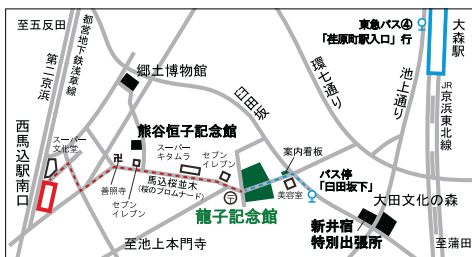 至五反田
都営地下鉄浅草線
第二京浜
郷土博物館
臼田坂
環七通り
東急バス④
「荏原町駅入口」行
大森駅
池上通り
JR京浜東北線
西馬込駅南口
スーパー
文化堂
卍
善照寺
熊谷恒子記念館
スーパー
キタムラ
セブン
イレブン
セブン
イレブン
馬込桜並木
(桜のプロムナード)
〒
龍子記念館
案内看板
美容室
バス停
「臼田坂下」
大田文化の森
新井宿
特別出張所
至池上本門寺
至蒲田